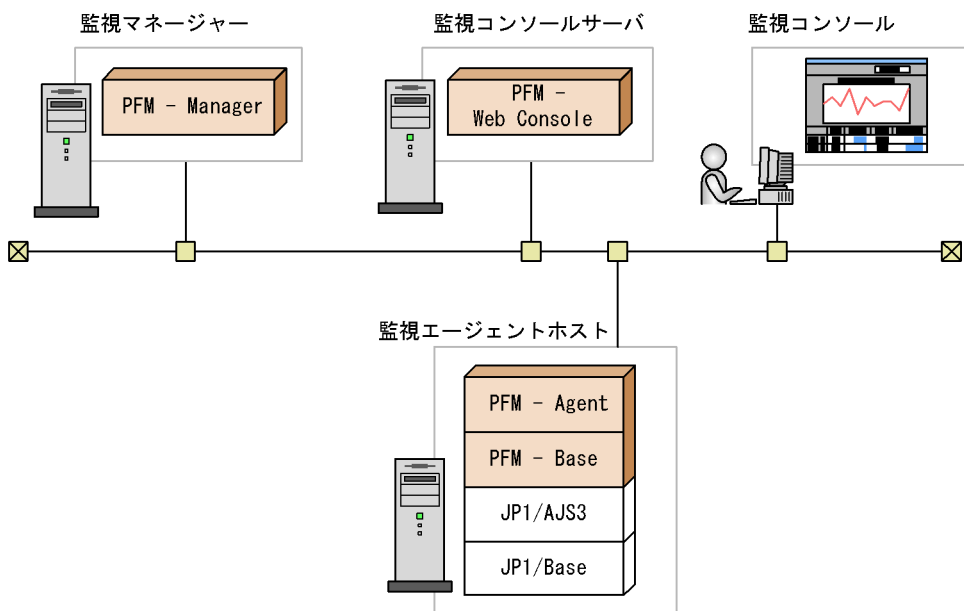 監視マネージャー
監視コンソールサーバ
監視コンソール
PFM - Manager
PFM -
Web Console
監視エージェントホスト
PFM - Agent
PFM - Base
JP1/AJS3
JP1/Base